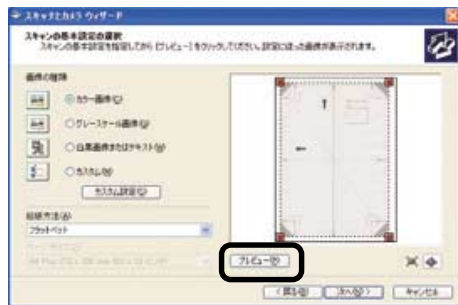 スキャナとカメラ ウィザード
スキャンの基本設定の選択
スキャンの基本設定を指定してから [プレビュー] をクリックしてください。設定に従った画像が表示されます。
画像の種類
カラー画像(C)
グレースケール画像(G)
白黒画像またはテキスト(W)
カスタム(M)
カスタム設定(C)
給紙方法(A)
フラットベッド
プレビュー(P)
< 戻る(B)
次へ(N) >
キャンセル